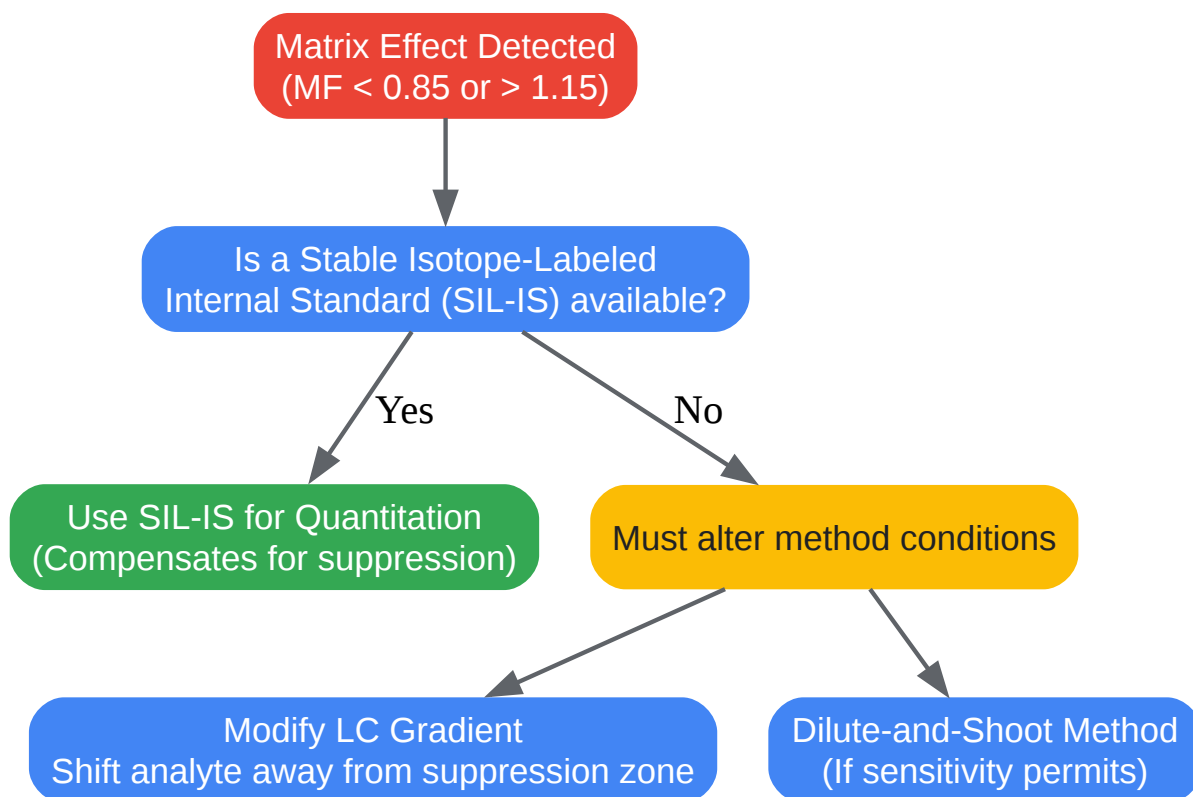 Matrix Effect Detected
(MF < 0.85 or > 1.15)
Is a Stable Isotope-Labeled
Internal Standard (SIL-IS) available?
Yes
No
Use SIL-IS for Quantitation
(Compensates for suppression)
Must alter method conditions
Modify LC Gradient
Shift analyte away from suppression zone
Dilute-and-Shoot Method
(If sensitivity permits)